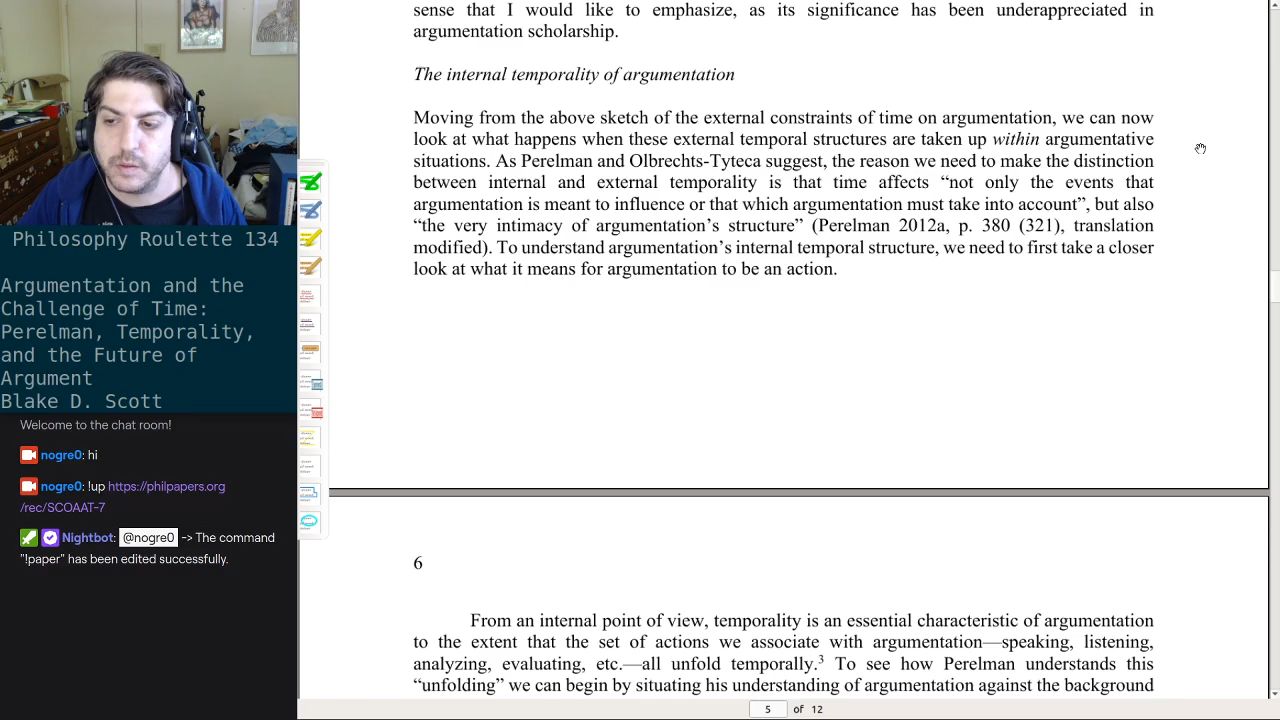 sense that I would like to emphasize, as its significance has been underappreciated in
argumentation scholarship.
The internal temporality of argumentation
Moving from the above sketch of the external constraints of time on argumentation, we can now
look at what happens when these external temporal structures are taken up within argumentative
situations. As Perelman and Olbrechts-Tyteca suggest, the reason we need to make the distinction
between internal and external temporality is that time affects “not only the events that
argumentation is meant to influence or that which argumentation must take into account”, but also
“the very intimacy of argumentation’s structure” (Perelman 2012a, p. 380 (321), translation
modified). To understand argumentation’s internal temporal structure, we need to first take a closer
look at what it means for argumentation to be an action.
6
From an internal point of view, temporality is an essential characteristic of argumentation
to the extent that the set of actions we associate with argumentation—speaking, listening,
analyzing, evaluating, etc.—all unfold temporally.³ To see how Perelman understands this
“unfolding” we can begin by situating his understanding of argumentation against the background
5 of 12
Philosophy Roulette 134
Argumentation and the
Challenge of Time:
Perelman, Temporality,
and the Future of
Argument
Blake D. Scott
Welcome to the chat room!
nogre0: hi
nogre0: !up https://philpapers.org
/rec/SCOAAT-7
Nightbot: @nogre0 -> The command
"!paper" has been edited successfully.